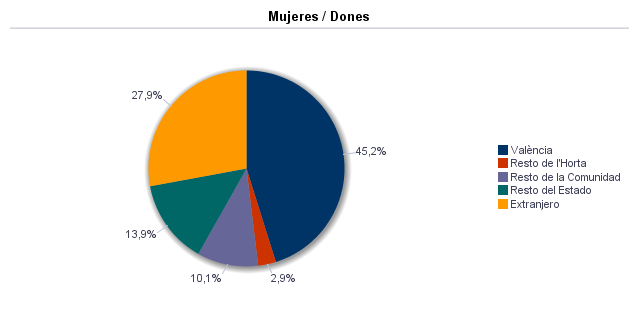 Mujeres / Dones
27,9%
45,2%
13,9%
10,1%
2,9%
València
Resto de l'Horta
Resto de la Comunidad
Resto del Estado
Extranjero